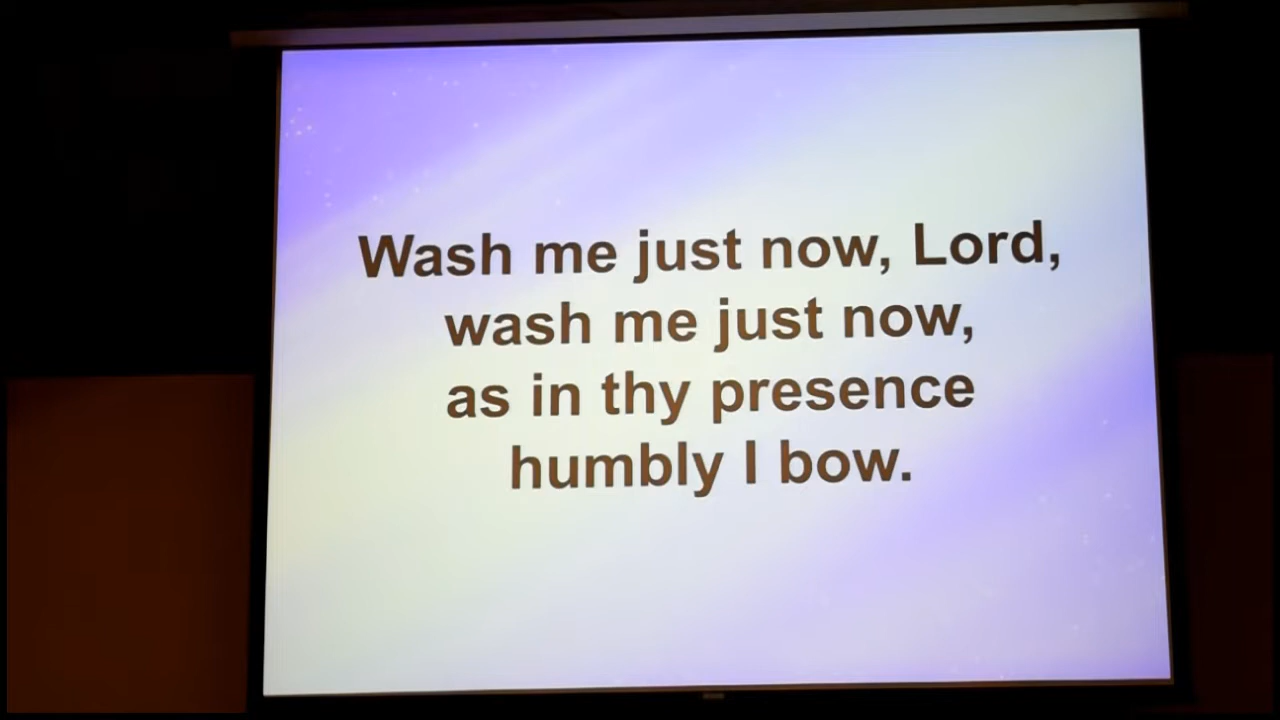 Wash me just now, Lord,
wash me just now,
as in thy presence
humbly I bow.